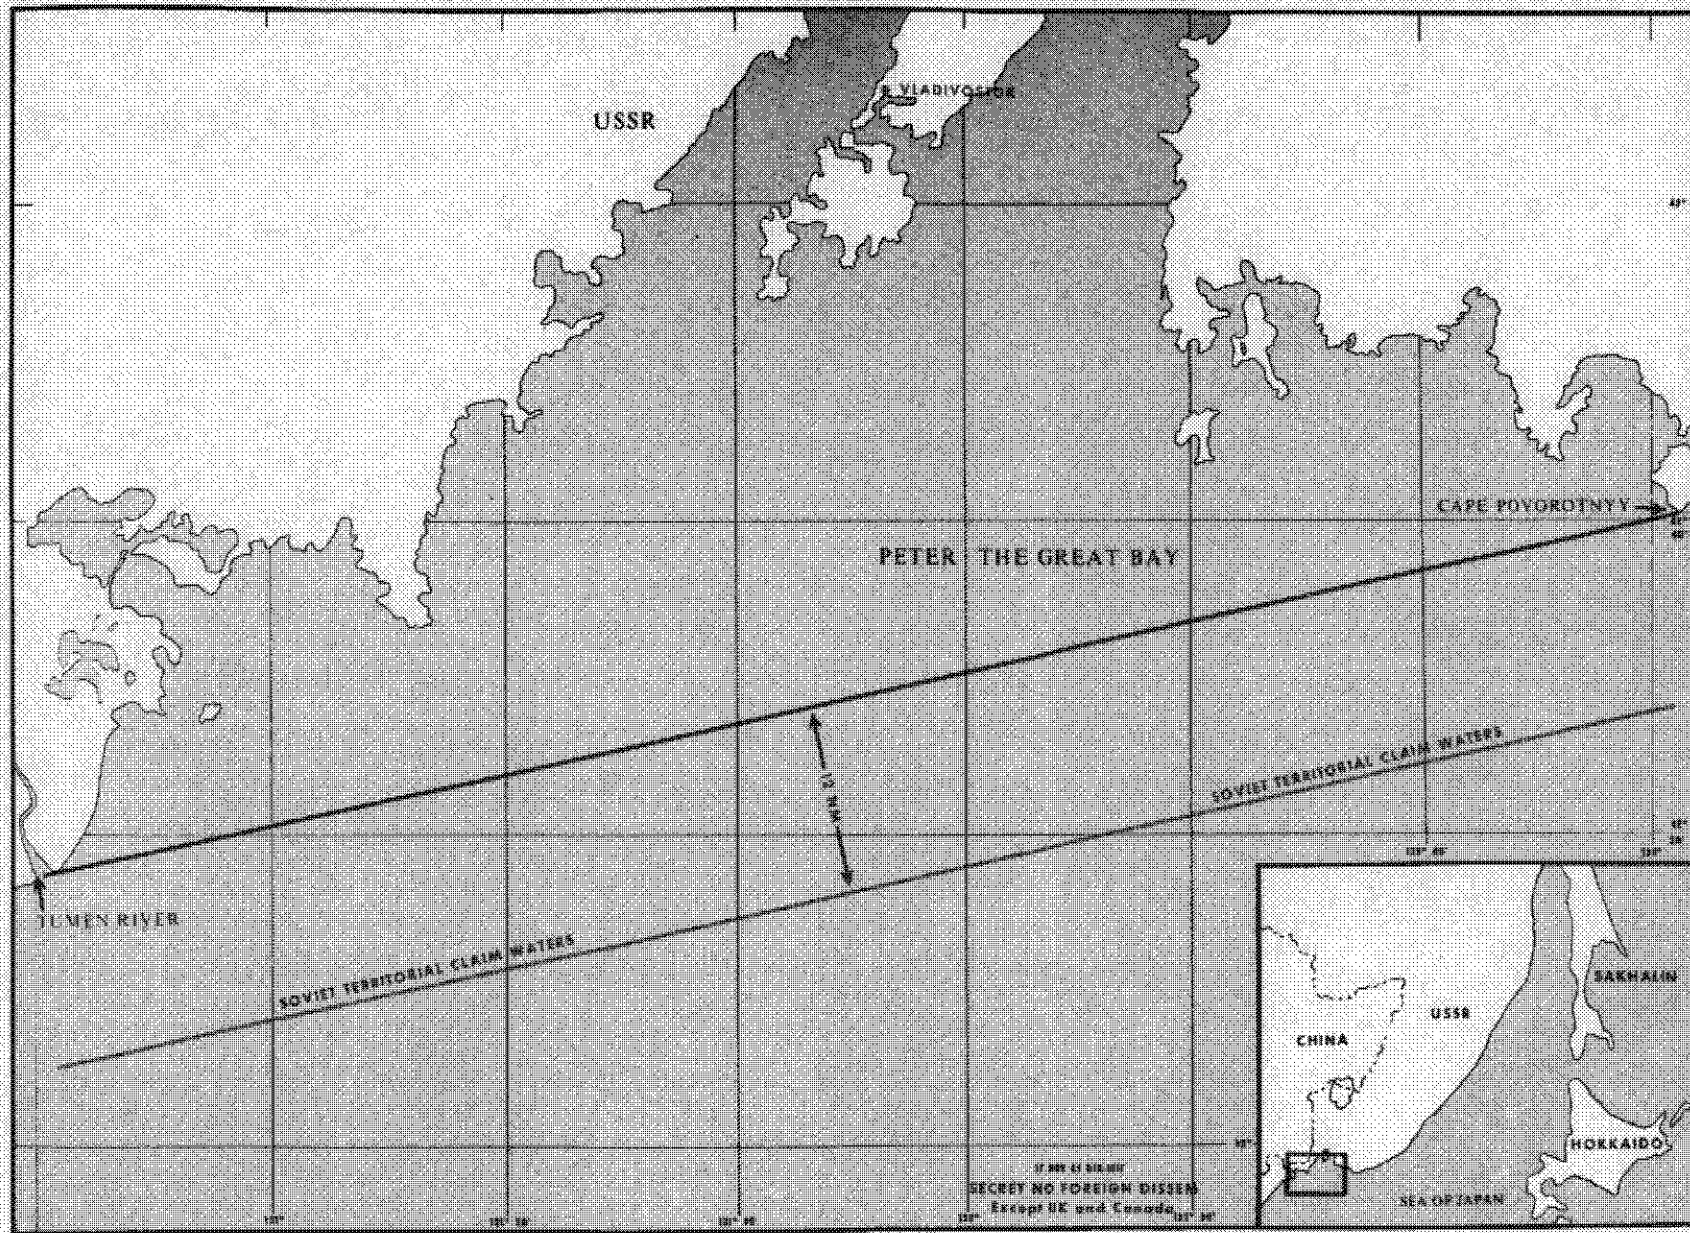 VLADIVOSTOK
USSR
43°
CAPE POVOROTNYY
PETER THE GREAT BAY
12 NM
SOVIET TERRITORIAL CLAIM WATERS
TUMEN RIVER
SOVIET TERRITORIAL CLAIM WATERS
SAKHALIN
USSR
CHINA
HOKKAIDO
SEA OF JAPAN
SECRET NO FOREIGN DISSEM
Except UK and Canada